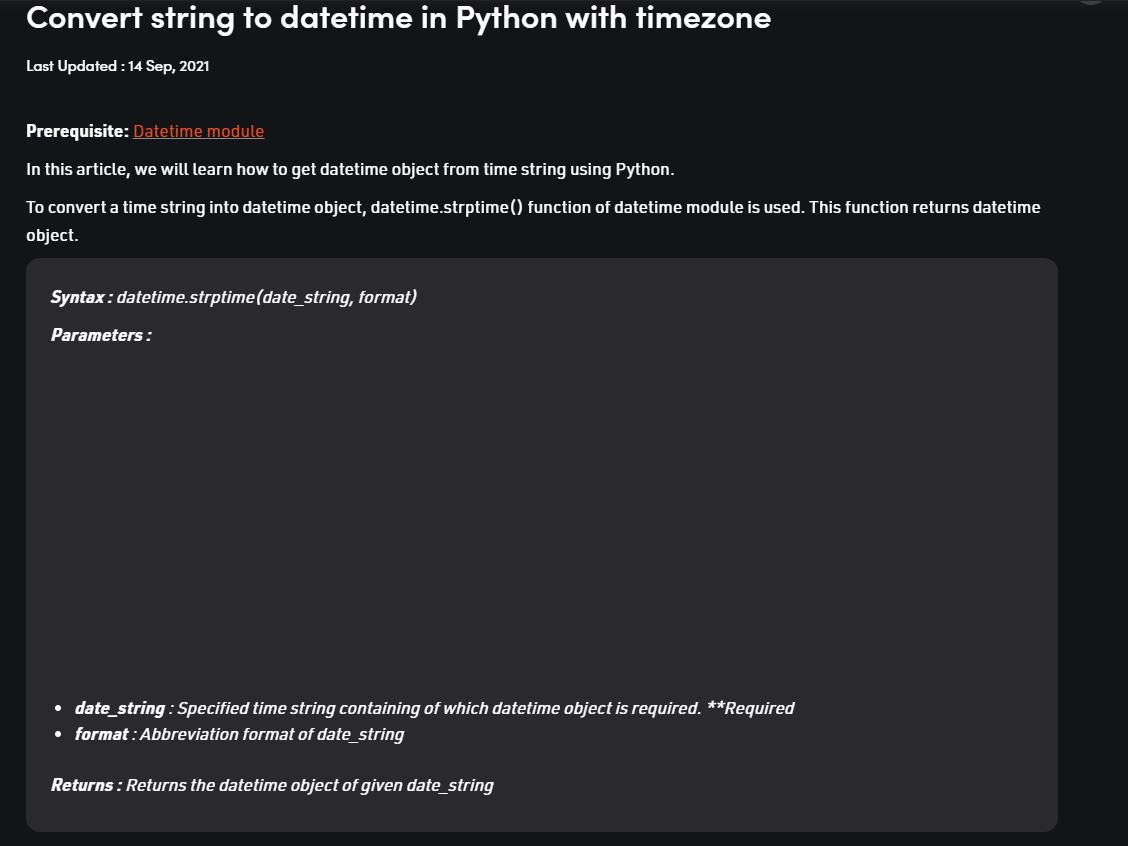 Convert string to datetime in Python with timezone
Last Updated : 14 Sep, 2021
Prerequisite: Datetime module
In this article, we will learn how to get datetime object from time string using Python.
To convert a time string into datetime object, datetime.strptime() function of datetime module is used. This function returns datetime
object.
Syntax : datetime.strptime(date_string, format)
Parameters :
• date_string : Specified time string containing of which datetime object is required. **Required
• format : Abbreviation format of date_string
Returns : Returns the datetime object of given date_string